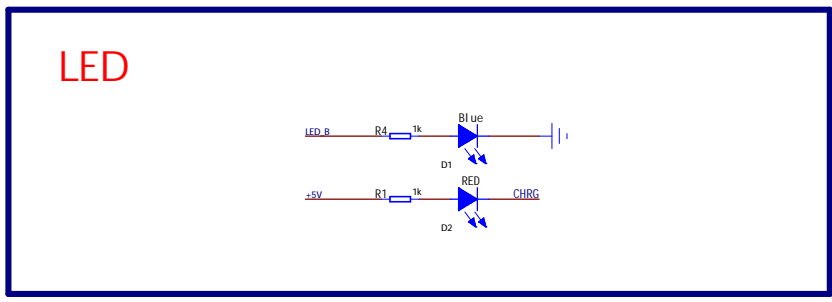 LED
Blue
LED_B R4 1k
D1
RED
+5V R1 1k CHRG
D2